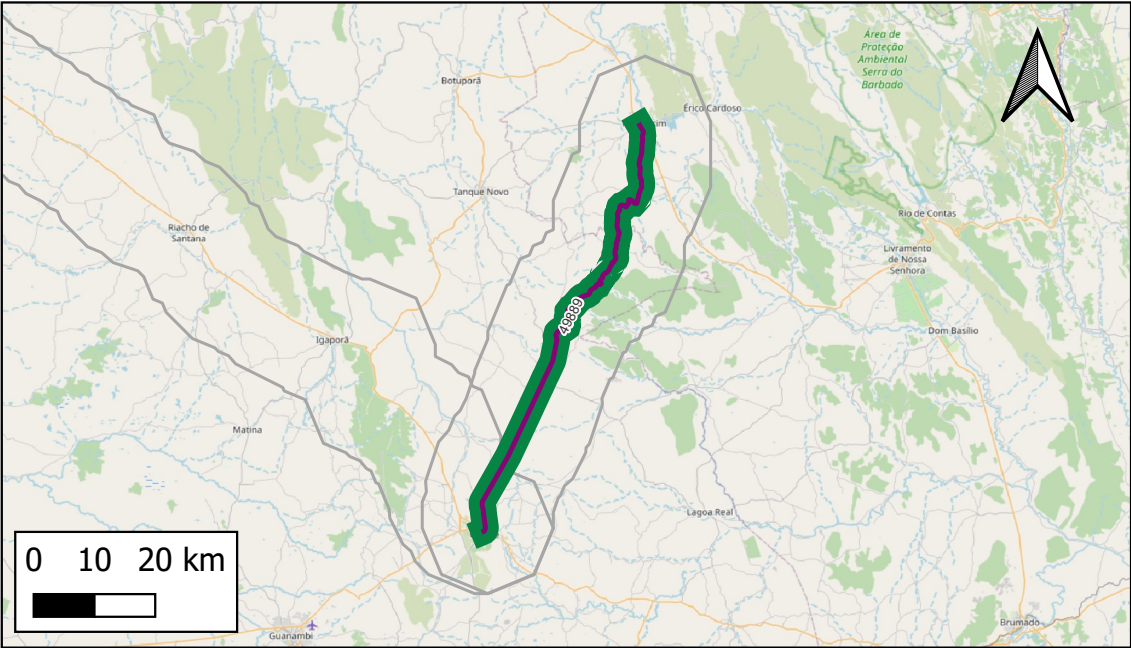 Área de
Proteção
Ambiental
Serra do
Barbado
Botuporã
Érico Cardoso
Tanque Novo
Rio de Contas
Riacho de
Santana
Livramento
de Nossa
Senhora
49889
Dom Basílio
Igaporã
Matina
Lagoa Real
0 10 20 km
Brumado
Guanambi